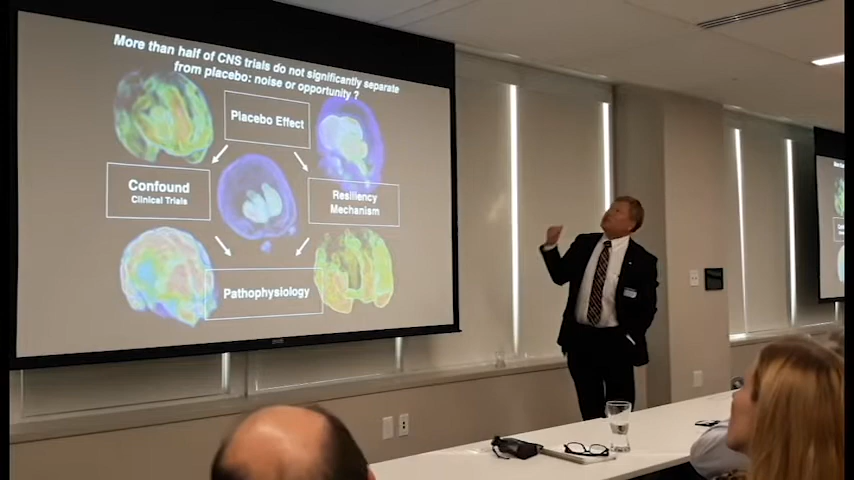 More than half of CNS trials do not significantly separate
from placebo: noise or opportunity ?
Placebo Effect
Confound
Clinical Trials
Resiliency
Mechanism
Pathophysiology